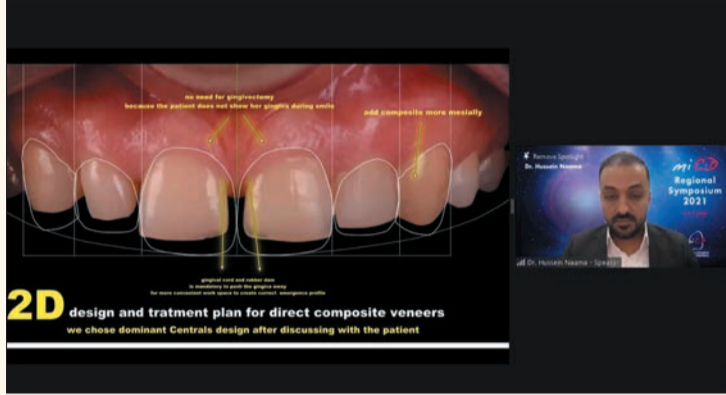 no need for gingivectomy
because the patient does not show her gingiva during smile
add composite more mesially
gingival cord and rubber dam
is mandatory to push the gingiva away
for more convenient work space to create correct emergence profile
2D design and tratment plan for direct composite veneers
we chose dominant Centrals design after discussing with the patient
Remove Spotlight
Dr. Hussein Naama
Regional
Symposium
2021
Dr. Hussein Naama - Speaker